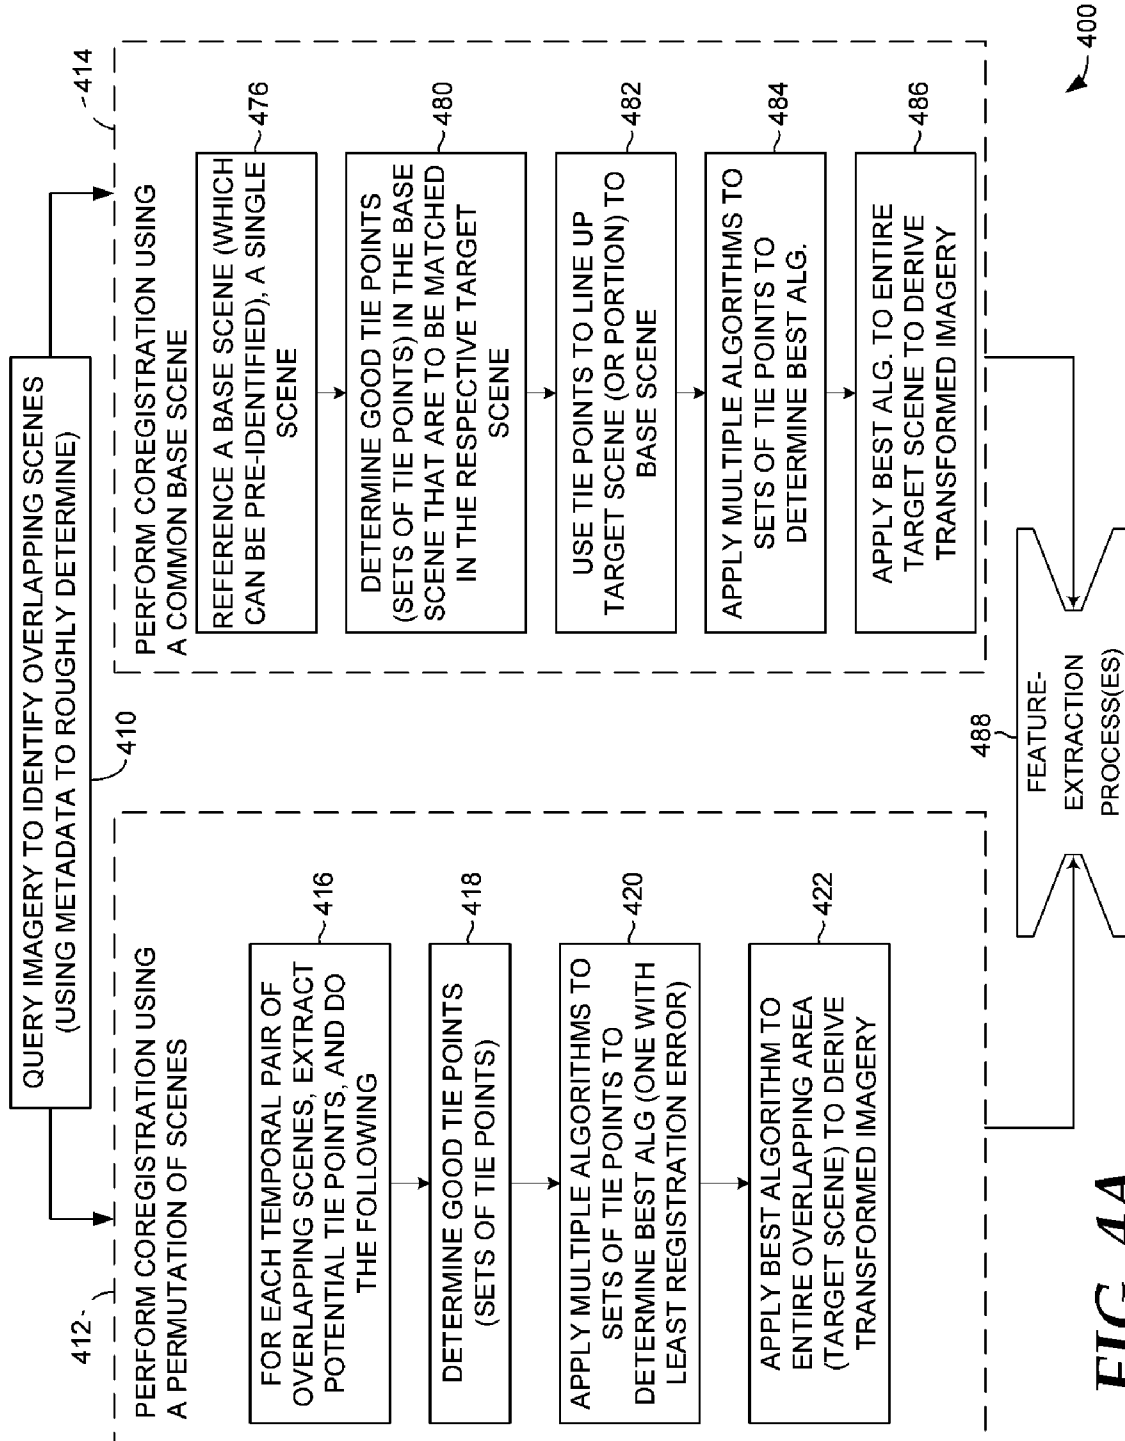 QUERY IMAGERY TO IDENTIFY OVERLAPPING SCENES
(USING METADATA TO ROUGHLY DETERMINE)
410
412
PERFORM COREGISTRATION USING
A PERMUTATION OF SCENES
FOR EACH TEMPORAL PAIR OF
OVERLAPPING SCENES, EXTRACT
POTENTIAL TIE POINTS, AND DO
THE FOLLOWING
416
DETERMINE GOOD TIE POINTS
(SETS OF TIE POINTS)
418
APPLY MULTIPLE ALGORITHMS TO
SETS OF TIE POINTS TO
DETERMINE BEST ALG (ONE WITH
LEAST REGISTRATION ERROR)
420
APPLY BEST ALGORITHM TO
ENTIRE OVERLAPPING AREA
(TARGET SCENE) TO DERIVE
TRANSFORMED IMAGERY
422
414
PERFORM COREGISTRATION USING
A COMMON BASE SCENE
REFERENCE A BASE SCENE (WHICH
CAN BE PRE-IDENTIFIED), A SINGLE
SCENE
476
DETERMINE GOOD TIE POINTS
(SETS OF TIE POINTS) IN THE BASE
SCENE THAT ARE TO BE MATCHED
IN THE RESPECTIVE TARGET
SCENE
480
USE TIE POINTS TO LINE UP
TARGET SCENE (OR PORTION) TO
BASE SCENE
482
APPLY MULTIPLE ALGORITHMS TO
SETS OF TIE POINTS TO
DETERMINE BEST ALG.
484
APPLY BEST ALG. TO ENTIRE
TARGET SCENE TO DERIVE
TRANSFORMED IMAGERY
486
488
FEATURE-
EXTRACTION
PROCESS(ES)
400
FIG. 4A